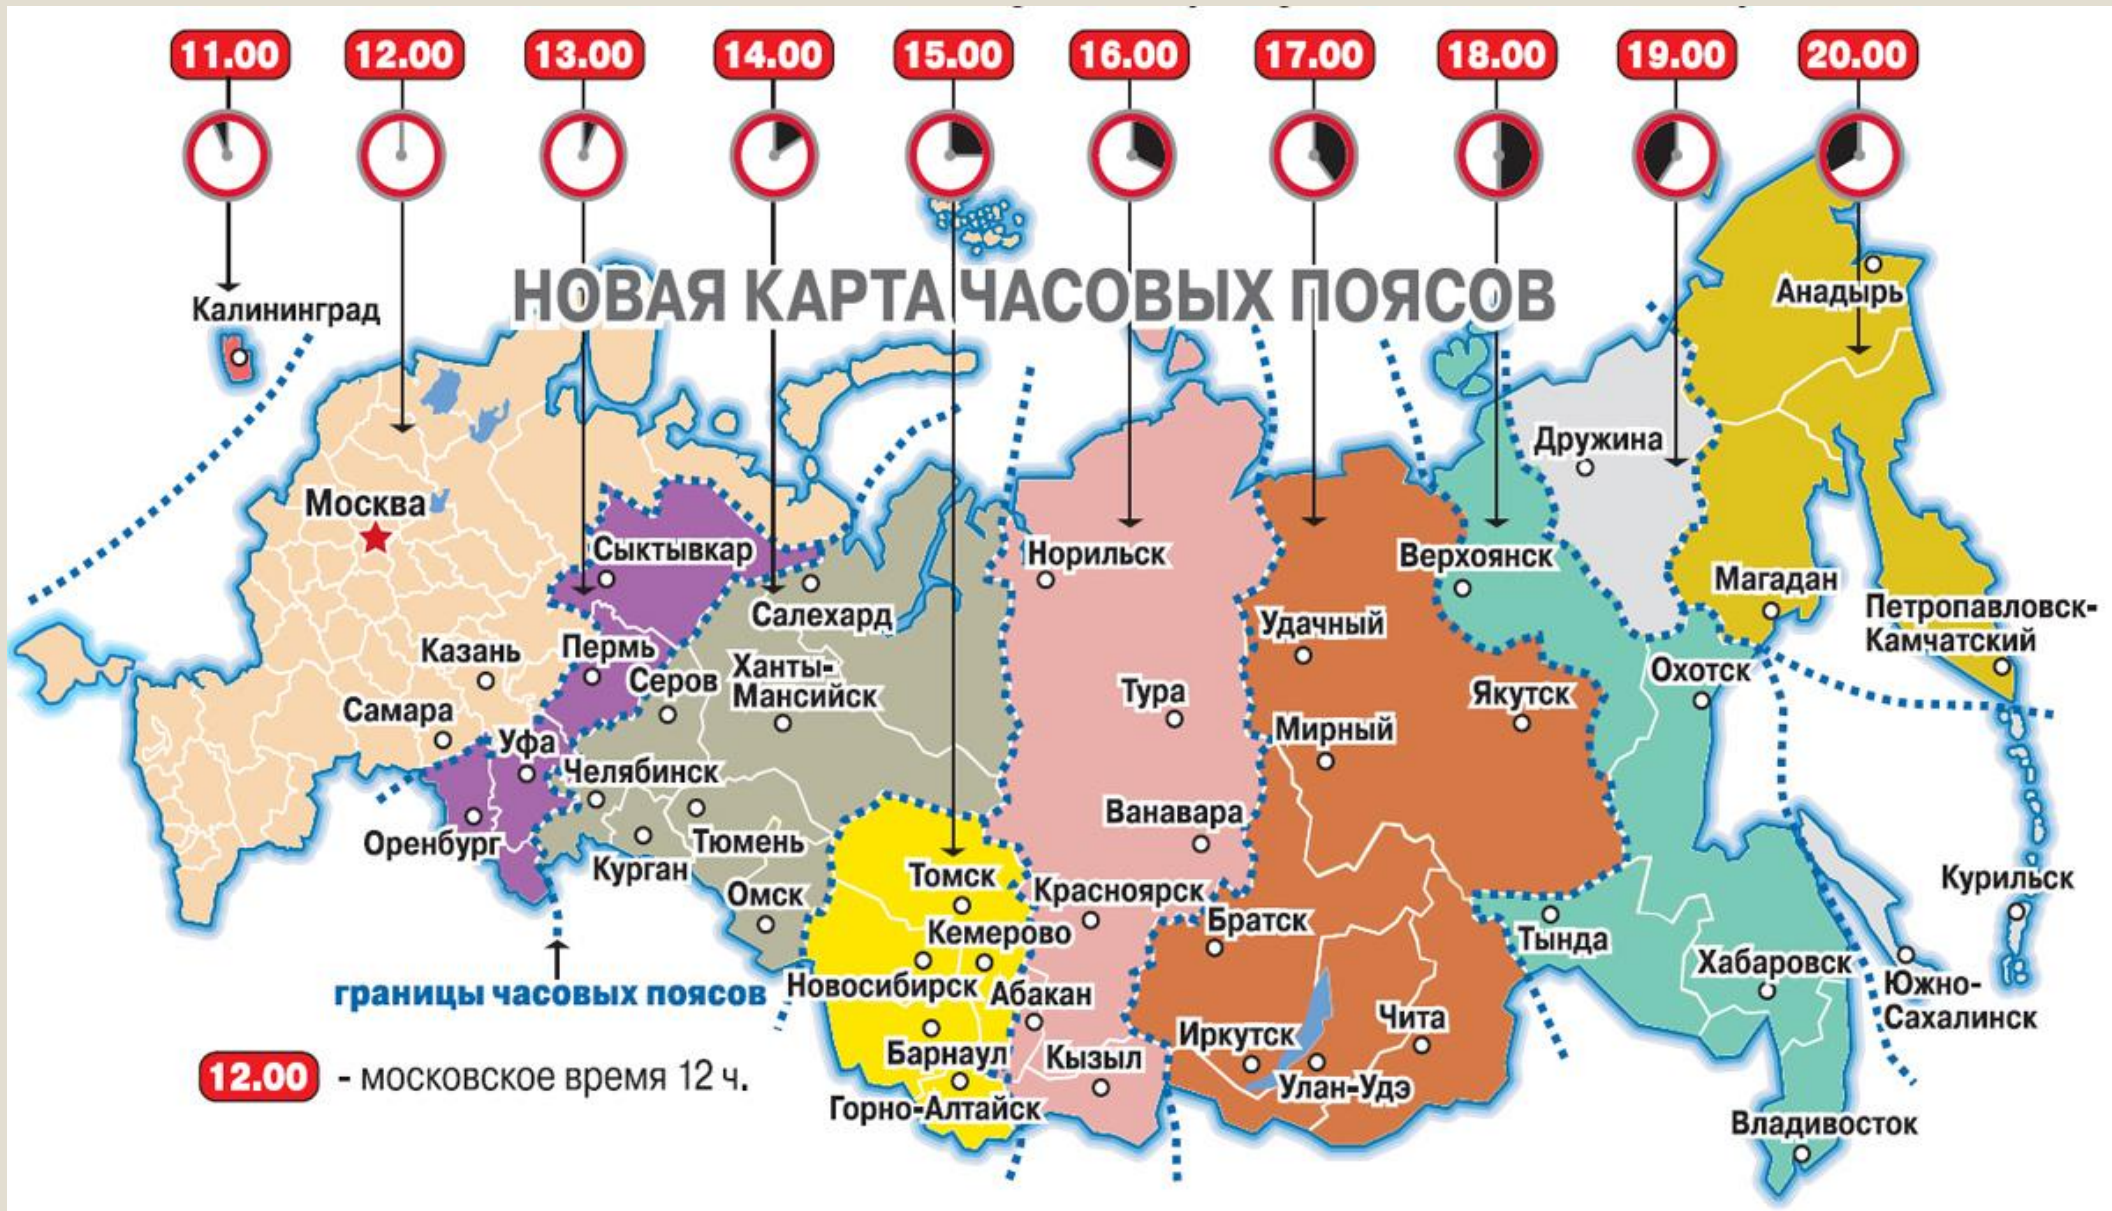 11.00 12.00 13.00 14.00 15.00 16.00 17.00 18.00 19.00 20.00
НОВАЯ КАРТА ЧАСОВЫХ ПОЯСОВ
Калининград
Анадырь
Дружина
Москва
Сыктывкар
Норильск
Верхоянск
Магадан
Салехард
Удачный
Петропавловск-
Камчатский
Казань
Пермь
Серов
Ханты-
Мансийск
Тура
Якутск
Охотск
Самара
Уфа
Мирный
Челябинск
Ванавара
Оренбург
Тюмень
Курган
Томск
Красноярск
Курильск
Омск
Кемерово
Братск
Тында
Хабаровск
границы часовых поясов
Новосибирск
Абакан
Южно-
Сахалинск
Чита
Иркутск
Барнаул
Кызыл
Улан-Удэ
12.00 - московское время 12 ч.
Горно-Алтайск
Владивосток